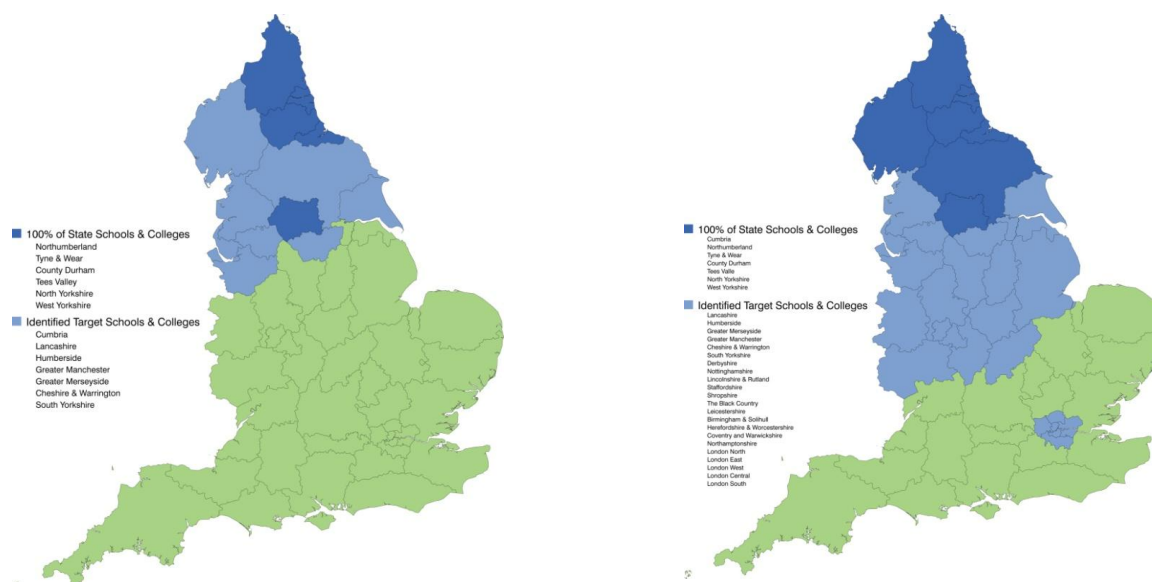 100% of State Schools & Colleges
Northumberland
Tyne & Wear
County Durham
Tees Valley
North Yorkshire
West Yorkshire
Identified Target Schools & Colleges
Cumbria
Lancashire
Humberside
Greater Manchester
Greater Merseyside
Cheshire & Warrington
South Yorkshire
100% of State Schools & Colleges
Cumbria
Northumberland
Tyne & Wear
County Durham
Tees Valle
North Yorkshire
West Yorkshire
Identified Target Schools & Colleges
Lancashire
Humberside
Greater Merseyside
Greater Manchester
Cheshire & Warrington
South Yorkshire
Derbyshire
Nottinghamshire
Lincolnshire & Rutland
Staffordshire
Shropshire
The Black Country
Leicestershire
Birmingham & Solihull
Herefordshire & Worcestershire
Coventry and Warwickshire
Northamptonshire
London North
London East
London West
London Central
London South